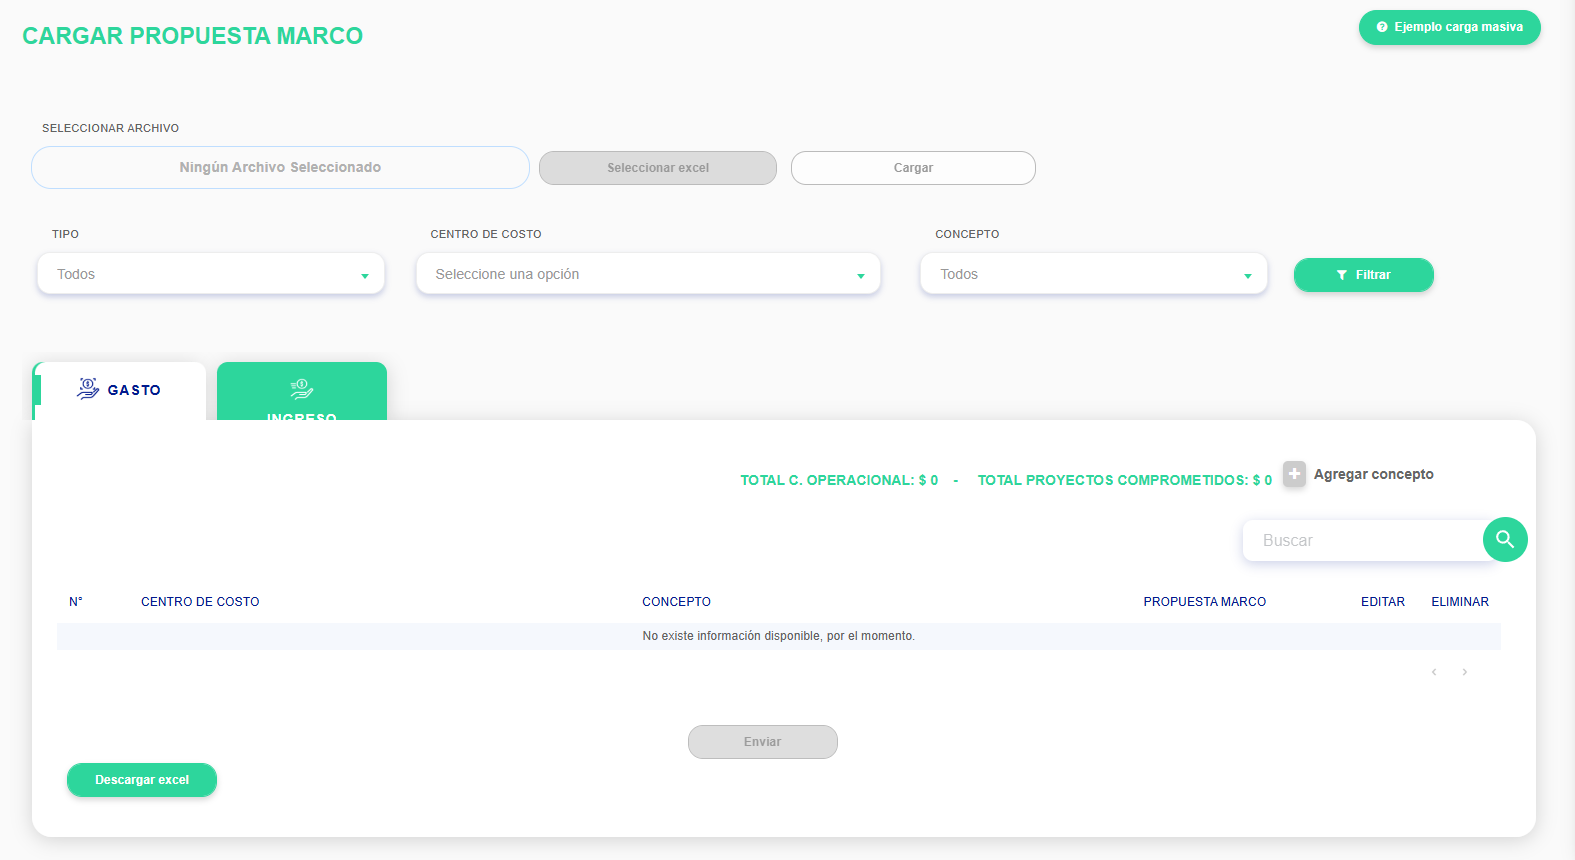 CARGAR PROPUESTA MARCO
Ejemplo carga masiva
SELECCIONAR ARCHIVO
Ningún Archivo Seleccionado
Seleccionar excel
Cargar
TIPO
CENTRO DE COSTO
CONCEPTO
Todos
Seleccione una opción
Todos
Filtrar
GASTO
INGRESO
TOTAL C. OPERACIONAL: $ 0 - TOTAL PROYECTOS COMPROMETIDOS: $ 0
Agregar concepto
Buscar
N° CENTRO DE COSTO CONCEPTO PROPUESTA MARCO EDITAR ELIMINAR
No existe información disponible, por el momento.
Enviar
Descargar excel